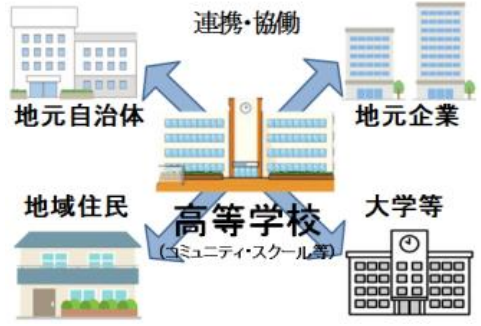 連携・協働
地元自治体
地元企業
地域住民
高等学校
(コミュニティ・スクール等)
大学等